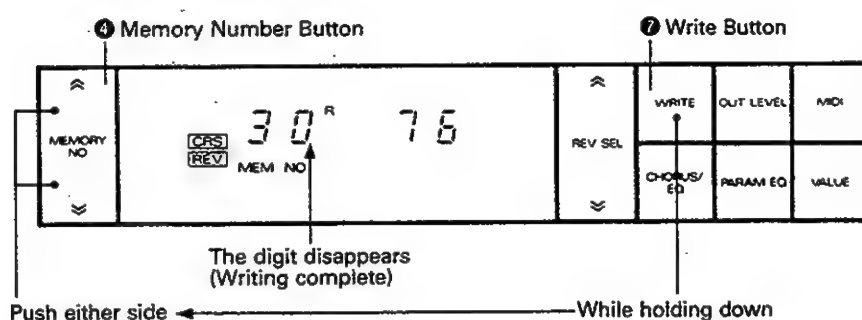 ❹ Memory Number Button
❼ Write Button
MEMORY
NO
CRS
REV
30 R 76
MEM NO
REV SEL
WRITE
OUT LEVEL
MIDI
CHORUS/
EQ
PARAM EQ
VALUE
The digit disappears
(Writing complete)
Push either side
While holding down